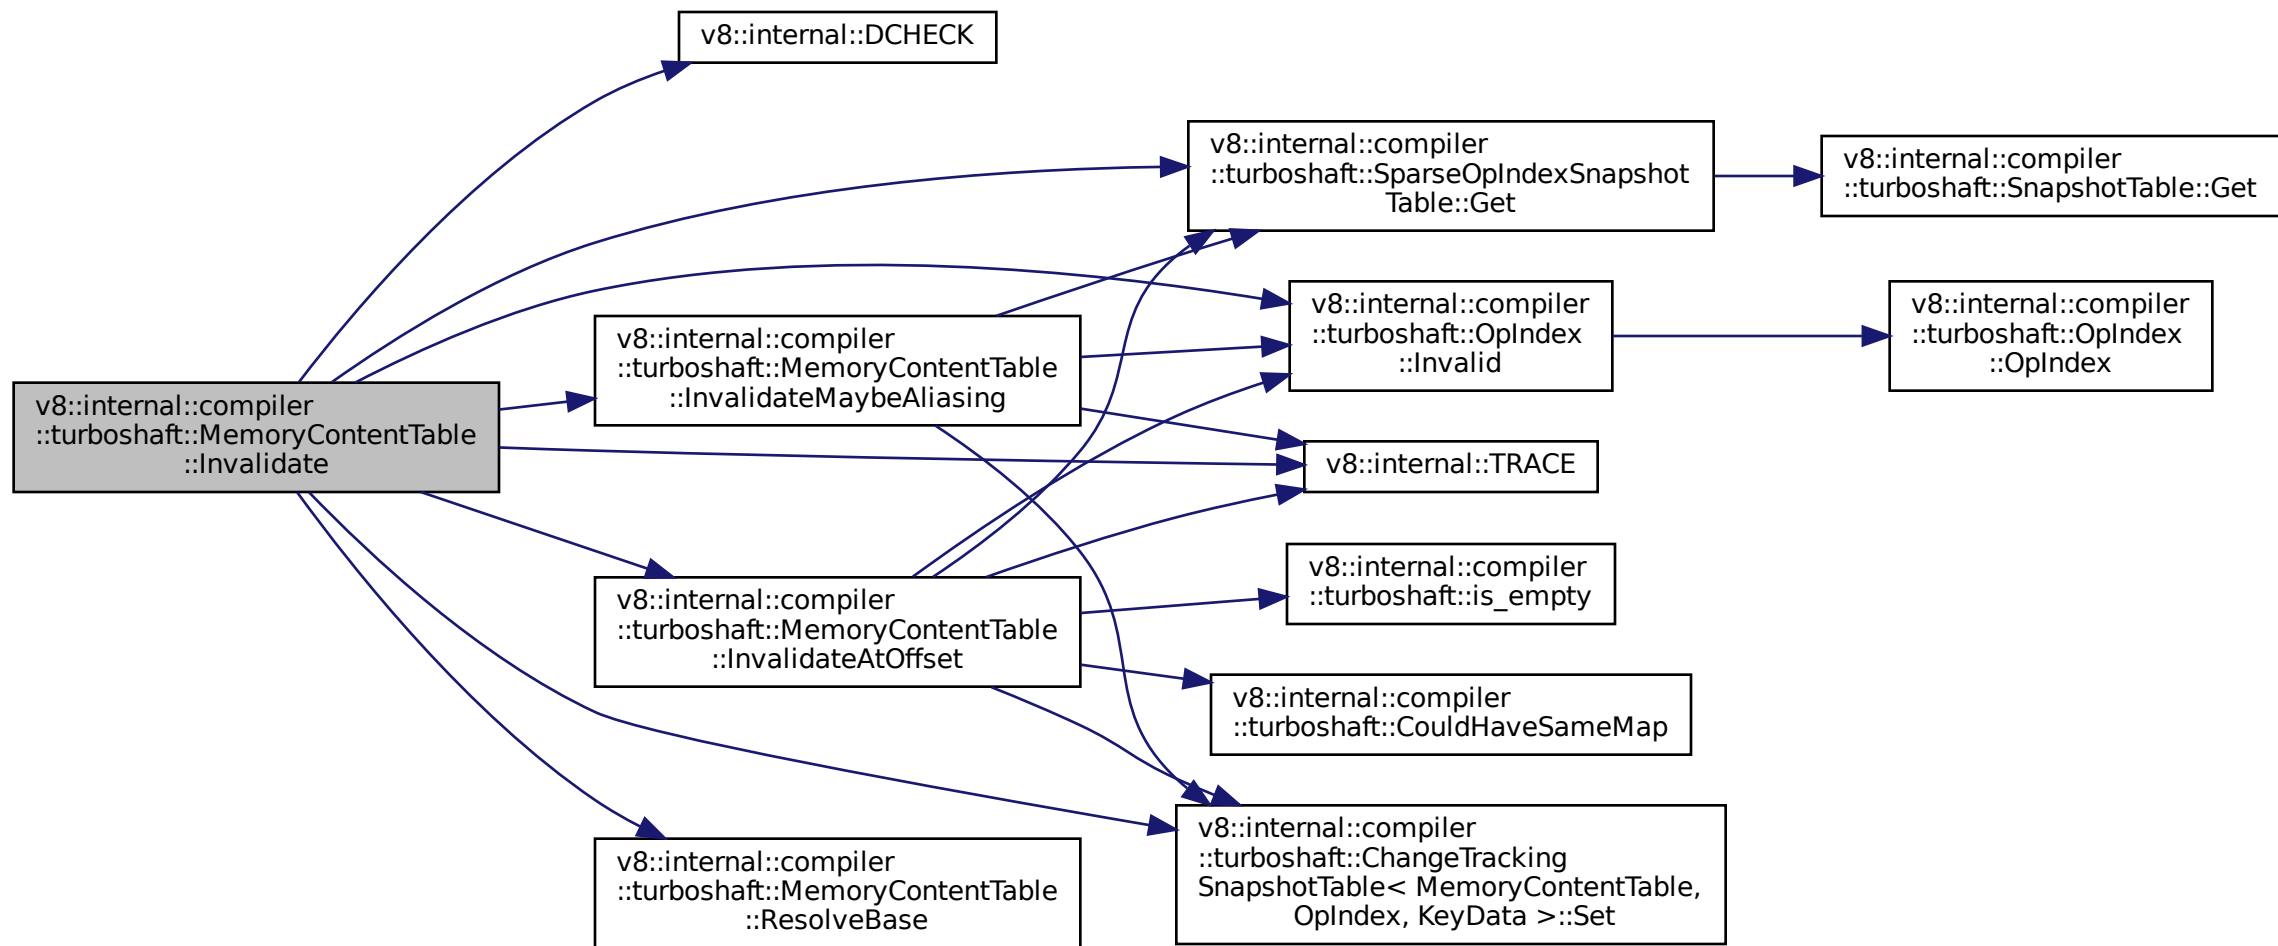 v8::internal::DCHECK
v8::internal::compiler
::turboshaft::SparseOpIndexSnapshot
Table::Get
v8::internal::compiler
::turboshaft::SnapshotTable::Get
v8::internal::compiler
::turboshaft::OpIndex
::Invalid
v8::internal::compiler
::turboshaft::OpIndex
::OpIndex
v8::internal::compiler
::turboshaft::MemoryContentTable
::InvalidateMaybeAliasing
v8::internal::compiler
::turboshaft::MemoryContentTable
::Invalidate
v8::internal::TRACE
v8::internal::compiler
::turboshaft::is_empty
v8::internal::compiler
::turboshaft::MemoryContentTable
::InvalidateAtOffset
v8::internal::compiler
::turboshaft::CouldHaveSameMap
v8::internal::compiler
::turboshaft::ChangeTracking
SnapshotTable< MemoryContentTable,
OpIndex, KeyData >::Set
v8::internal::compiler
::turboshaft::MemoryContentTable
::ResolveBase